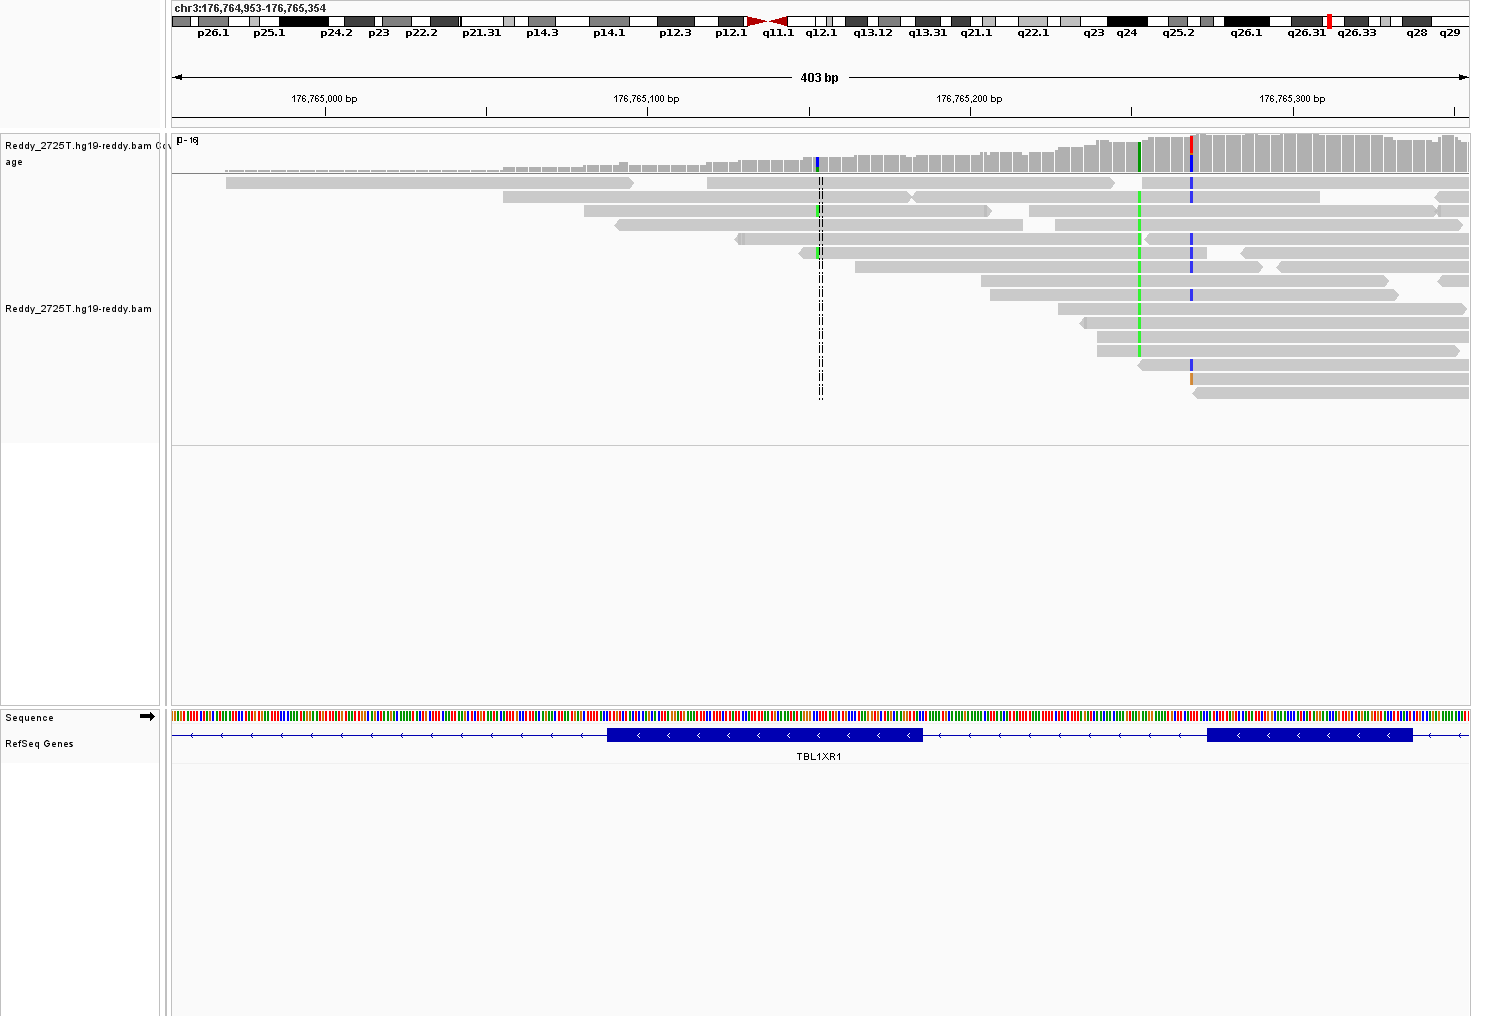 chr3:176,764,953-176,765,354
p26.1 p25.1 p24.2 p23 p22.2 p21.31 p14.3 p14.1 p12.3 p12.1 q11.1 q12.1 q13.12 q13.31 q21.1 q22.1 q23 q24 q25.2 q26.1 q26.31 q26.33 q28 q29
403 bp
176,765,000 bp 176,765,100 bp 176,765,200 bp 176,765,300 bp
Reddy_2725T.hg19-reddy.bam Cov [0 - 16]
age
Reddy_2725T.hg19-reddy.bam
Sequence
RefSeq Genes
TBL1XR1